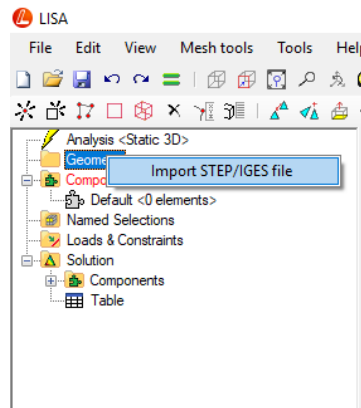 LISA
File Edit View Mesh tools Tools Hel
Analysis <Static 3D>
Geome
Import STEP/IGES file
Compo
Default <0 elements>
Named Selections
Loads & Constraints
Solution
Components
Table